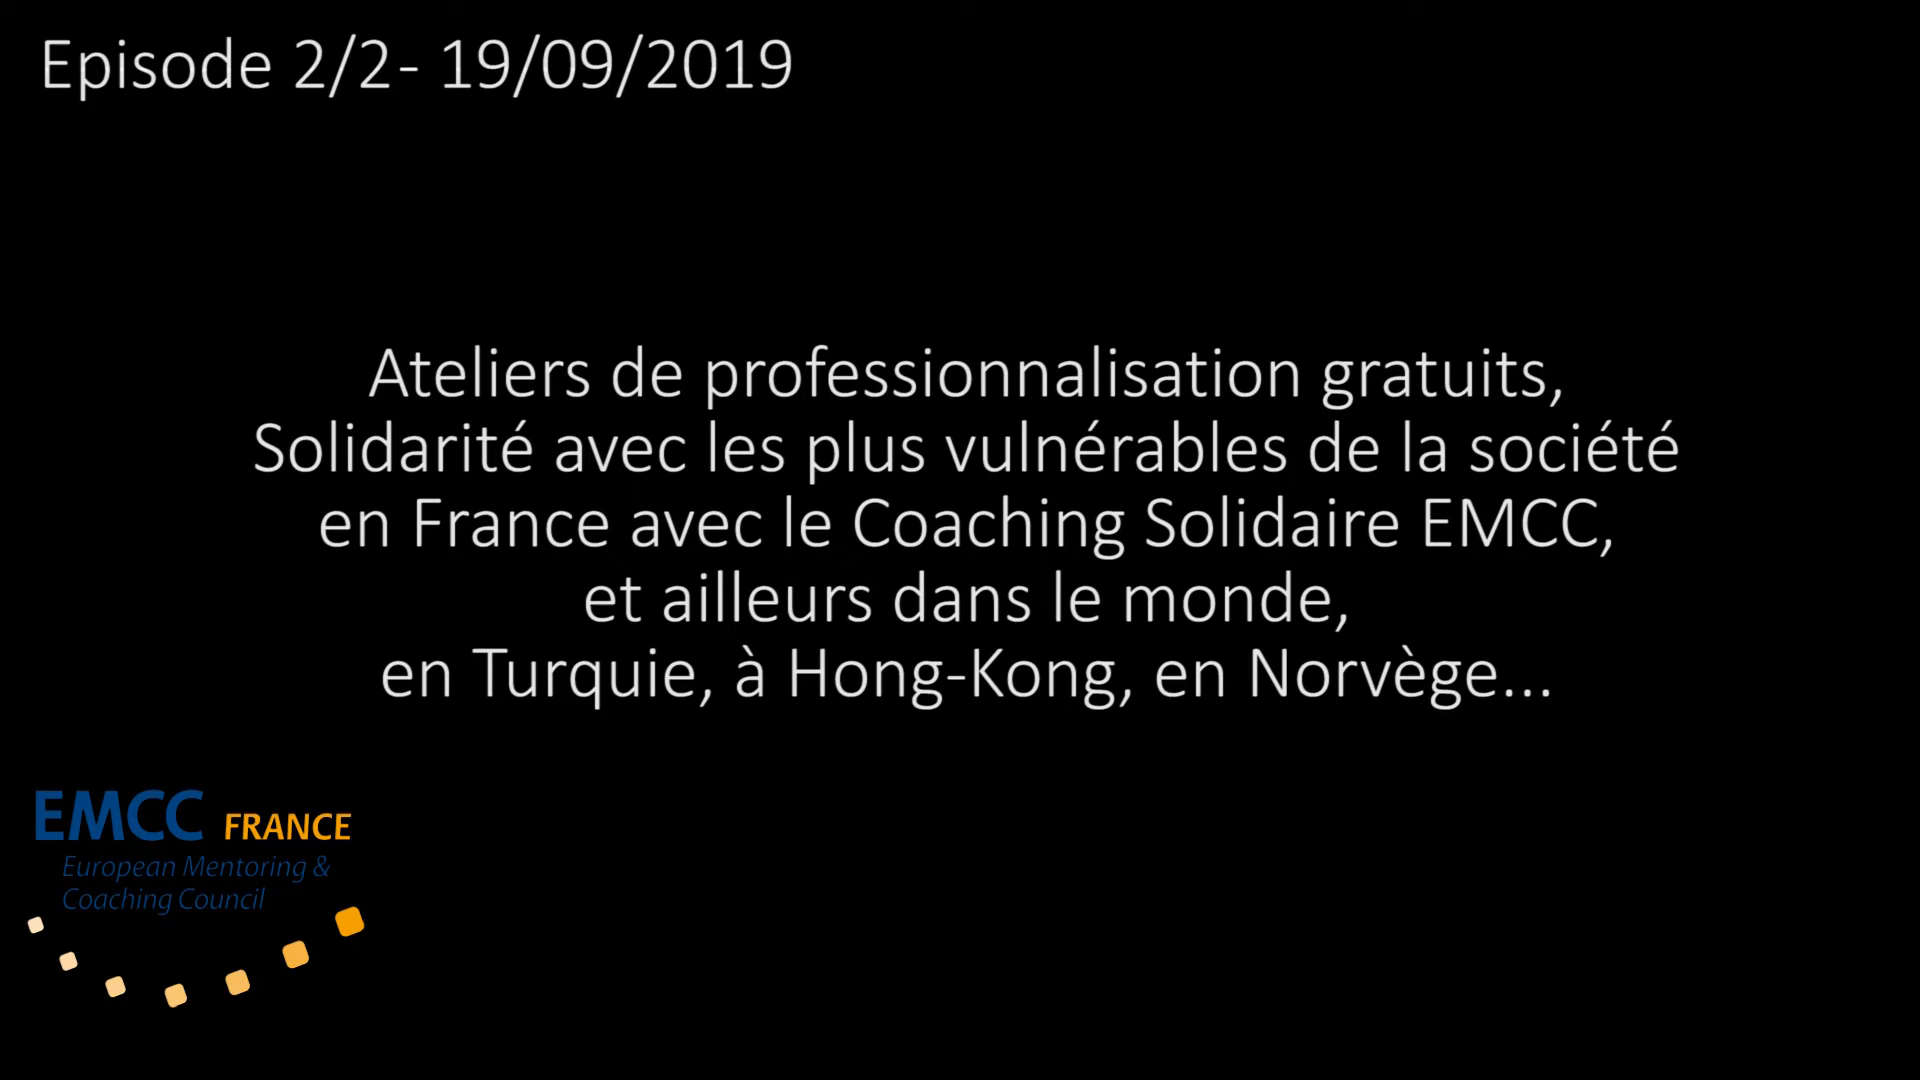 Episode 2/2- 19/09/2019
Ateliers de professionnalisation gratuits,
Solidarité avec les plus vulnérables de la société
en France avec le Coaching Solidaire EMCC,
et ailleurs dans le monde,
en Turquie, à Hong-Kong, en Norvège...
EMCC FRANCE
European Mentoring &
Coaching Council